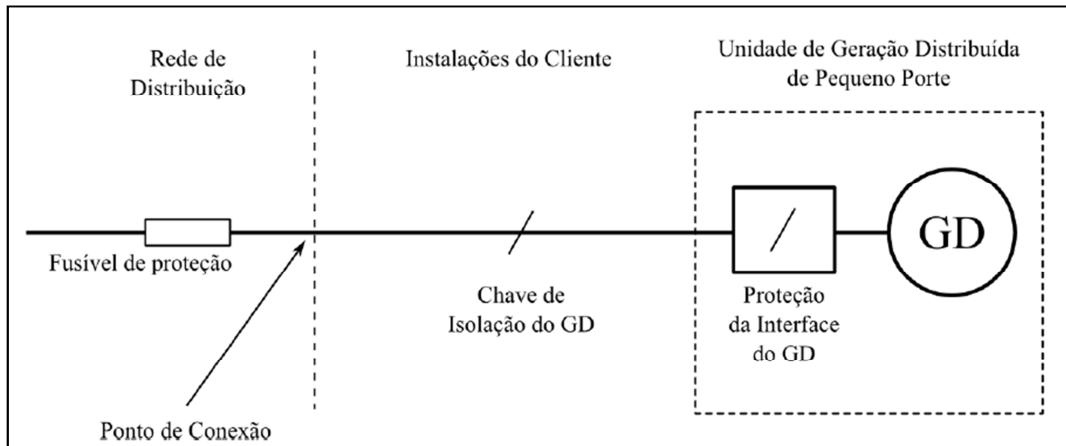 Rede de
Distribuição
Instalações do Cliente
Unidade de Geração Distribuída
de Pequeno Porte
Fusível de proteção
Chave de
Isolação do GD
GD
Proteção
da Interface
do GD
Ponto de Conexão